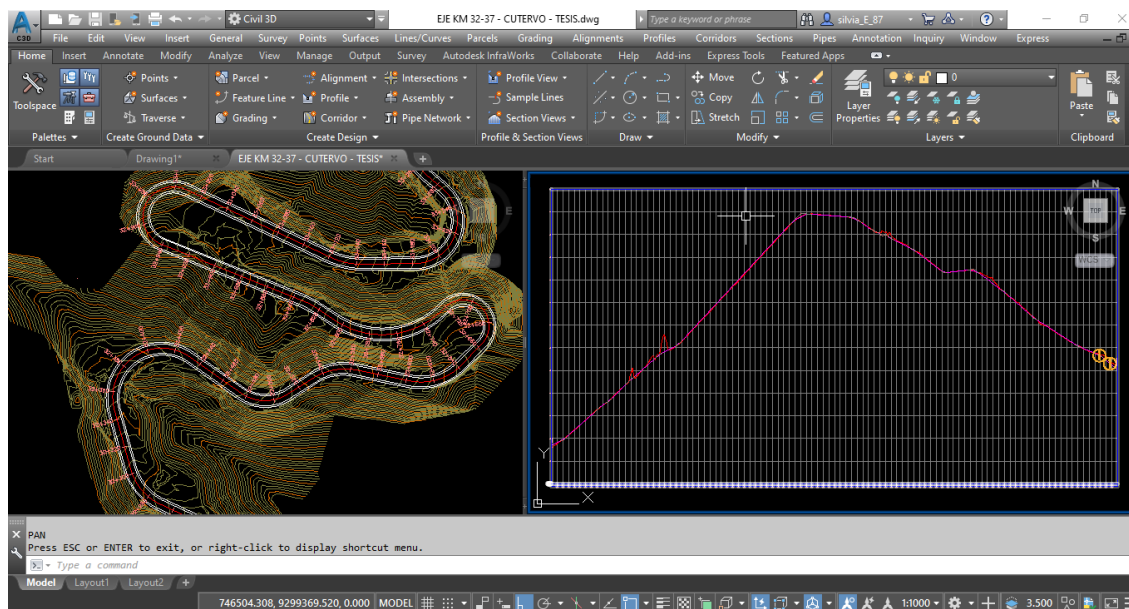 Civil 3D EJE KM 32-37 - CUTERVO - TESIS.dwg Type a keyword or phrase silvia_E_87
C3D File Edit View Insert General Survey Points Surfaces Lines/Curves Parcels Grading Alignments Profiles Corridors Sections Pipes Annotation Inquiry Window Express
Home Insert Annotate Modify Analyze View Manage Output Survey Autodesk InfraWorks Collaborate Help Add-ins Express Tools Featured Apps
Points Parcel Alignment Intersections Profile View Move
Toolspace Surfaces Feature Line Profile Assembly Sample Lines Copy Layer Properties 0 Paste
Traverse Grading Corridor Pipe Network Section Views Stretch
Palettes Create Ground Data Create Design Profile & Section Views Draw Modify Layers Clipboard
Start Drawing1* EJE KM 32-37 - CUTERVO - TESIS*
E
N
W TOP E
S
WCS
Y
X
PAN
Press ESC or ENTER to exit, or right-click to display shortcut menu.
Type a command
Model Layout1 Layout2
746504.308, 9299369.520, 0.000 MODEL 1:1000 3.500